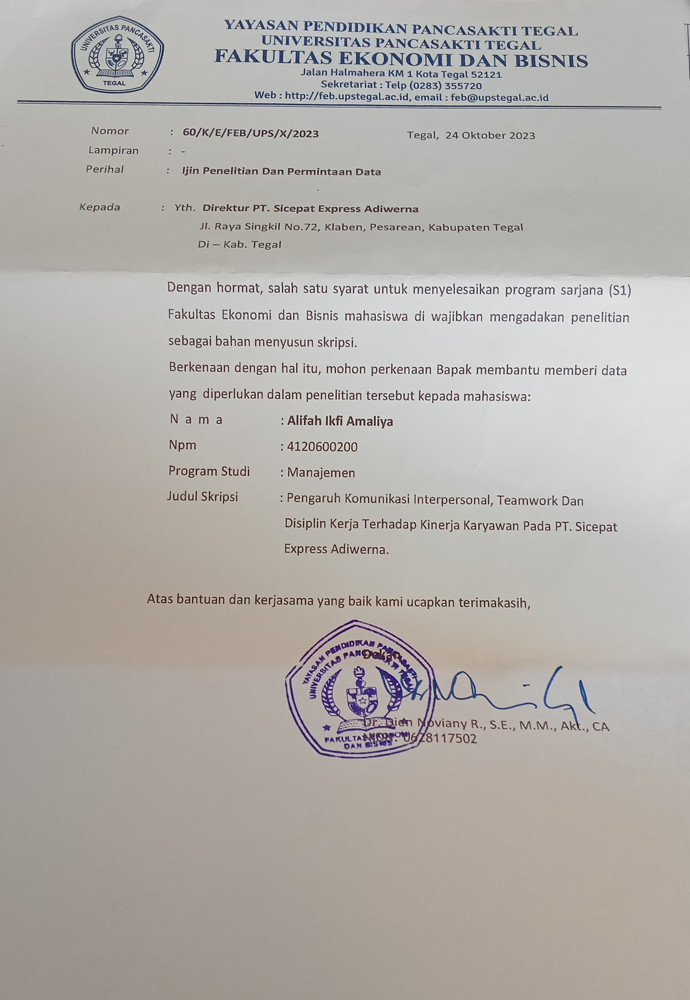 UNIVERSITAS PANCASAKTI
TEGAL
YAYASAN PENDIDIKAN PANCASAKTI TEGAL
UNIVERSITAS PANCASAKTI TEGAL
FAKULTAS EKONOMI DAN BISNIS
Jalan Halmahera KM 1 Kota Tegal 52121
Sekretariat : Telp (0283) 355720
Web : http://feb.upstegal.ac.id, email : feb@upstegal.ac.id
Nomor : 60/K/E/FEB/UPS/X/2023 Tegal, 24 Oktober 2023
Lampiran : -
Perihal : Ijin Penelitian Dan Permintaan Data
Kepada : Yth. Direktur PT. Sicepat Express Adiwerna
Jl. Raya Singkil No.72, Klaben, Pesarean, Kabupaten Tegal
Di – Kab. Tegal
Dengan hormat, salah satu syarat untuk menyelesaikan program sarjana (S1)
Fakultas Ekonomi dan Bisnis mahasiswa di wajibkan mengadakan penelitian
sebagai bahan menyusun skripsi.
Berkenaan dengan hal itu, mohon perkenaan Bapak membantu memberi data
yang diperlukan dalam penelitian tersebut kepada mahasiswa:
N a m a : Alifah Ikfi Amaliya
Npm : 4120600200
Program Studi : Manajemen
Judul Skripsi : Pengaruh Komunikasi Interpersonal, Teamwork Dan
Disiplin Kerja Terhadap Kinerja Karyawan Pada PT. Sicepat
Express Adiwerna.
Atas bantuan dan kerjasama yang baik kami ucapkan terimakasih,
Dekan
YAYASAN PENDIDIKAN PANCASAKTI
UNIVERSITAS PANCASAKTI TEGAL
FAKULTAS EKONOMI
DAN BISNIS
Dr. Dien Noviany R., S.E., M.M., Akt., CA
NIDN. 0628117502